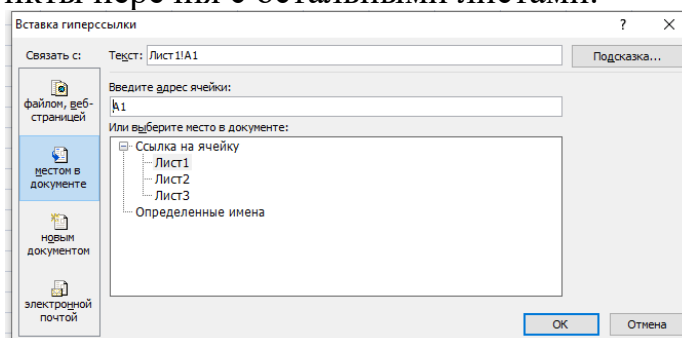 Вставка гиперссылки ? ×
Связать с: Текст: Лист1!A1 Подсказка...
файлом, веб-страницей
Введите адрес ячейки:
A1
Или выберите место в документе:
Ссылка на ячейку
Лист1
местом в документе
Лист2
Лист3
Определенные имена
новым документом
электронной почтой
OK Отмена